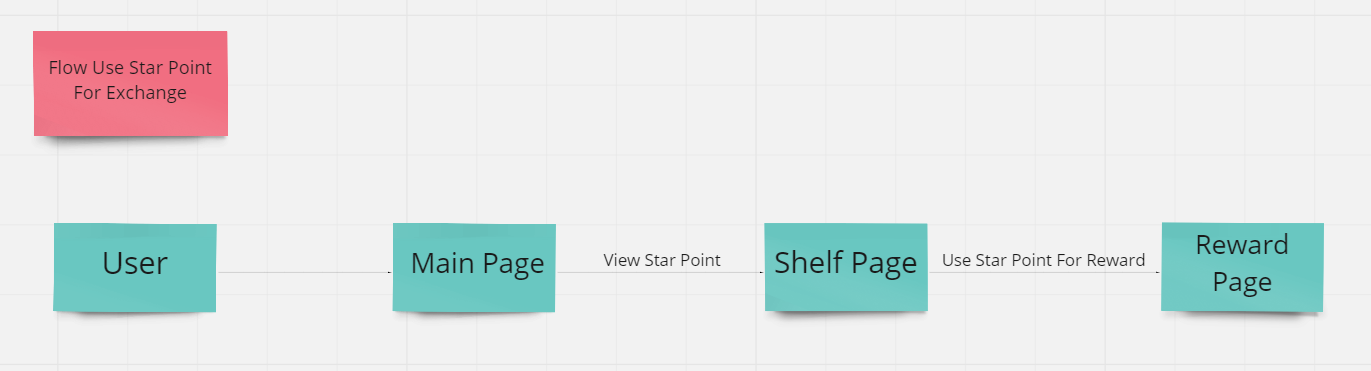 Flow Use Star Point
For Exchange
User
Main Page
View Star Point
Shelf Page
Use Star Point For Reward
Reward
Page